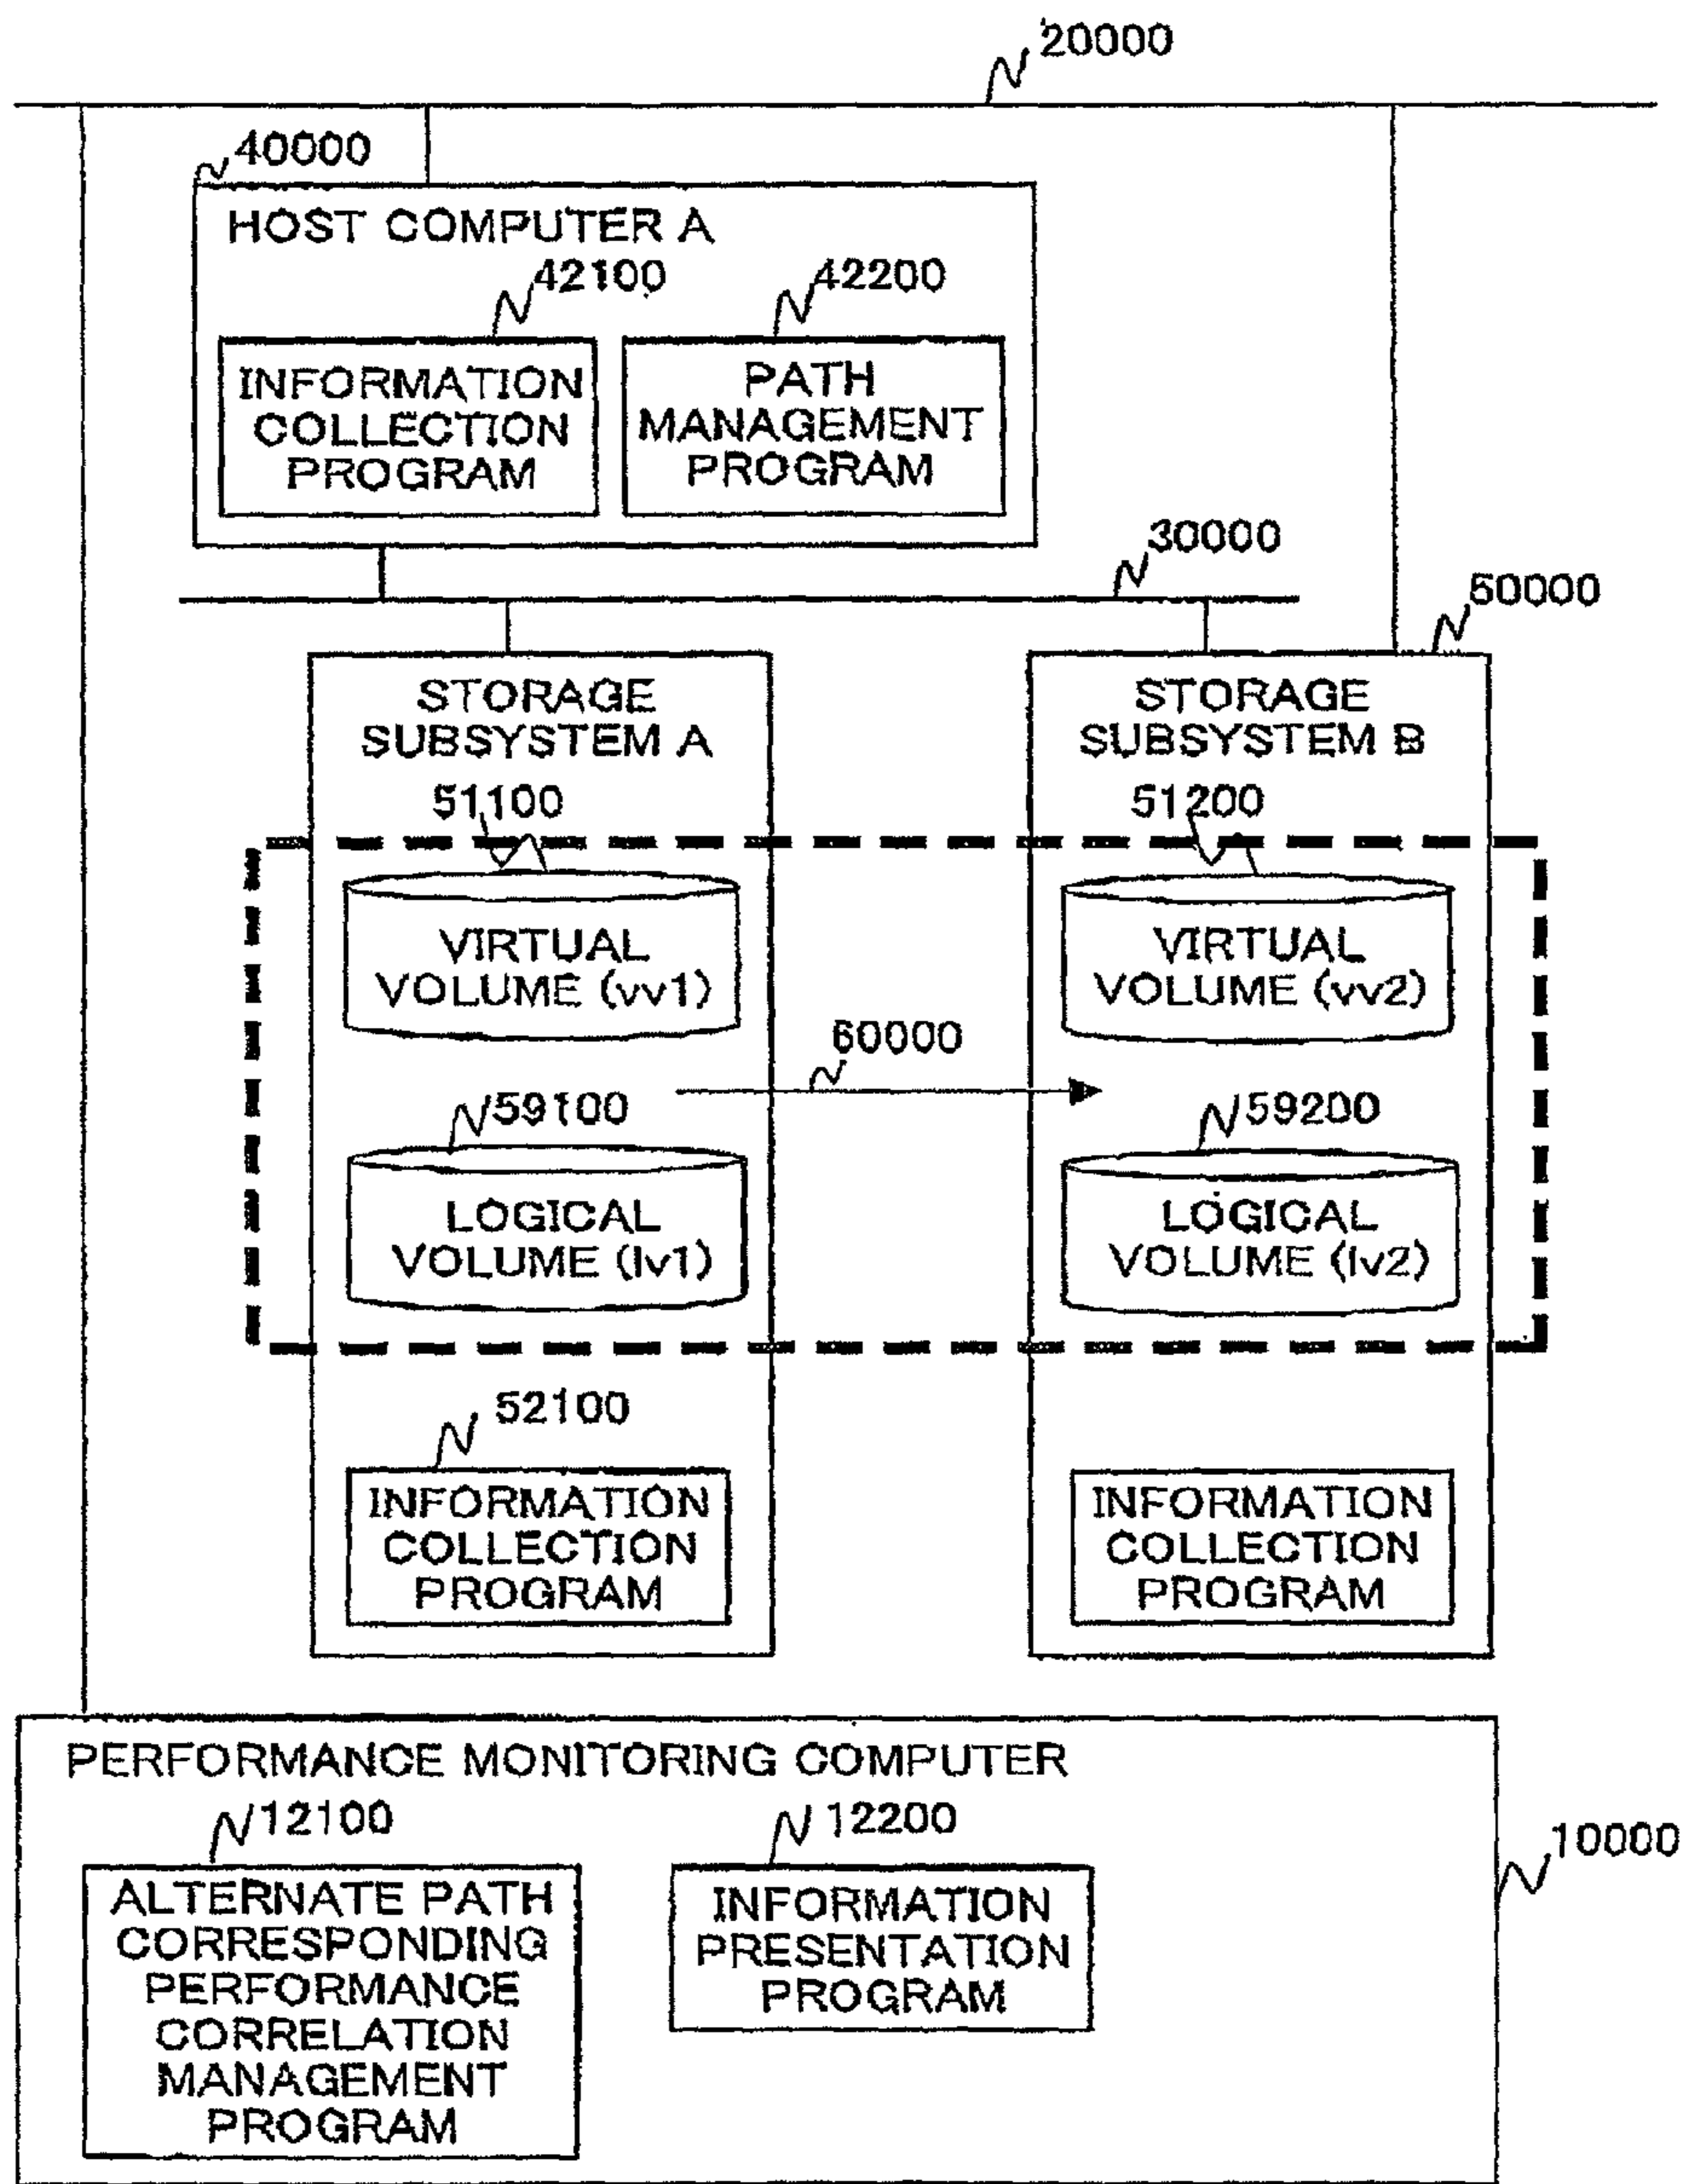 20000
40000
HOST COMPUTER A
42100
42200
INFORMATION
COLLECTION
PROGRAM
PATH
MANAGEMENT
PROGRAM
30000
50000
STORAGE
SUBSYSTEM A
STORAGE
SUBSYSTEM B
51100
51200
VIRTUAL
VOLUME (vv1)
VIRTUAL
VOLUME (vv2)
60000
59100
59200
LOGICAL
VOLUME (lv1)
LOGICAL
VOLUME (lv2)
52100
INFORMATION
COLLECTION
PROGRAM
INFORMATION
COLLECTION
PROGRAM
PERFORMANCE MONITORING COMPUTER
12100
12200
10000
ALTERNATE PATH
CORRESPONDING
PERFORMANCE
CORRELATION
MANAGEMENT
PROGRAM
INFORMATION
PRESENTATION
PROGRAM